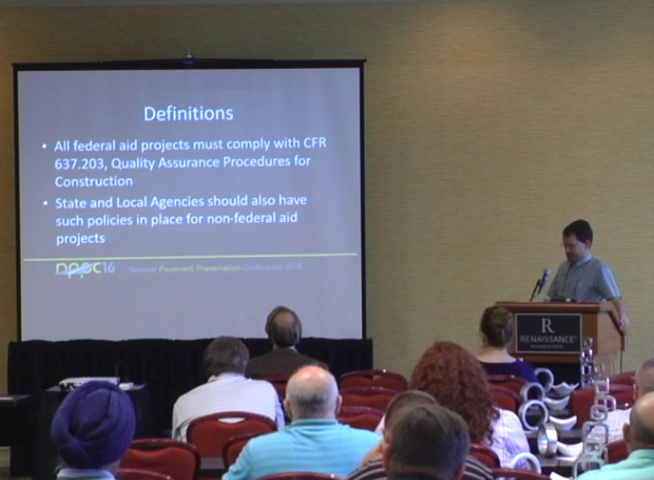 Definitions
• All federal aid projects must comply with CFR
637.203, Quality Assurance Procedures for
Construction
• State and Local Agencies should also have
such policies in place for non-federal aid
projects
nppc16 National Pavement Preservation Conference 2016
R
RENAISSANCE